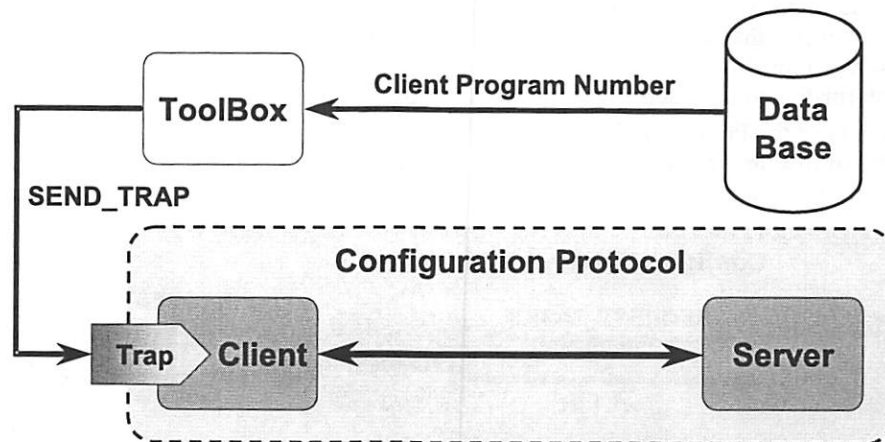 Client Program Number
ToolBox
Data
Base
SEND_TRAP
Configuration Protocol
Trap
Client
Server